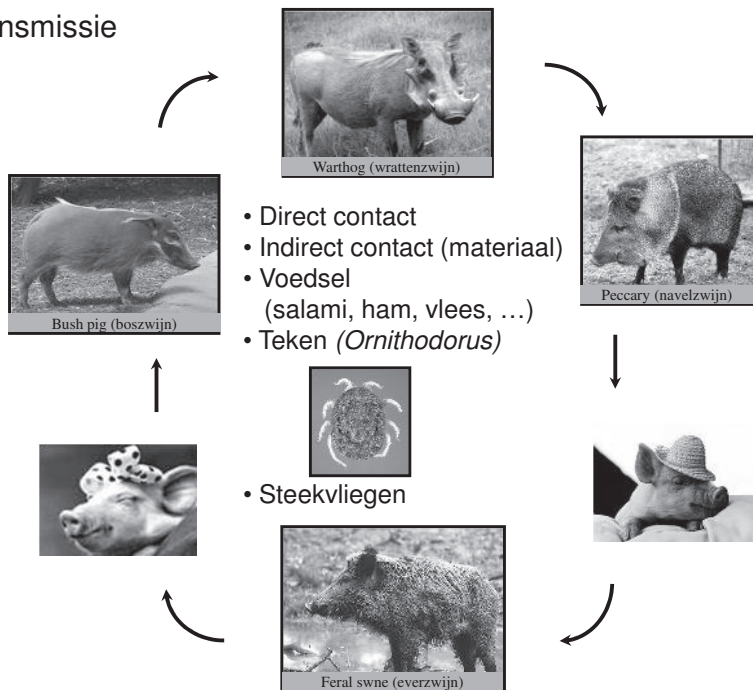 nsmissie
Warthog (wrattenzwijn)
• Direct contact
• Indirect contact (materiaal)
• Voedsel
(salami, ham, vlees, …)
• Teken (Ornithodorus)
Peccary (navelzwijn)
Bush pig (boszwijn)
• Steekvliegen
Feral swne (everzwijn)